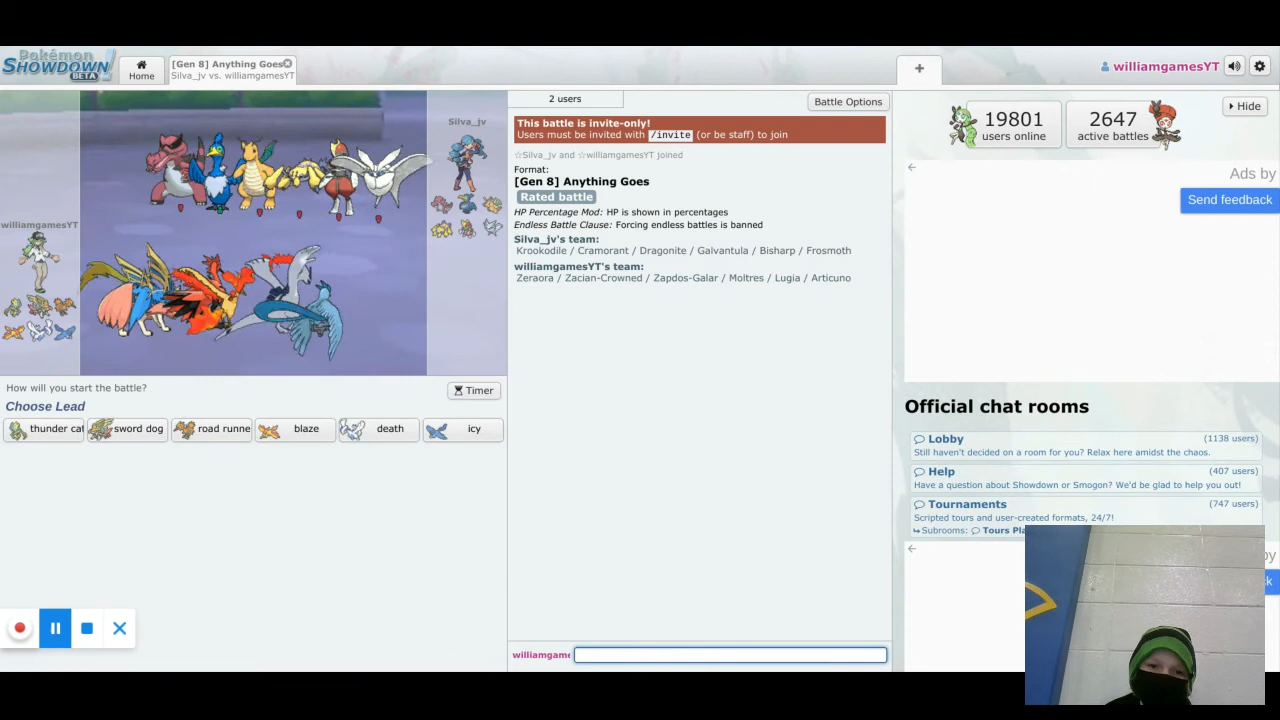 Pokémon
SHOWDOWN!
BETA
Home
[Gen 8] Anything Goes
Silva_jv vs. williamgamesYT
+
williamgamesYT
2 users
Battle Options
19801
users online
2647
active battles
Hide
Silva_jv
williamgamesYT
This battle is invite-only!
Users must be invited with /invite (or be staff) to join
☆Silva_jv and ☆williamgamesYT joined
Format:
[Gen 8] Anything Goes
Rated battle
HP Percentage Mod: HP is shown in percentages
Endless Battle Clause: Forcing endless battles is banned
Silva_jv's team:
Krookodile / Cramorant / Dragonite / Galvantula / Bisharp / Frosmoth
williamgamesYT's team:
Zeraora / Zacian-Crowned / Zapdos-Galar / Moltres / Lugia / Articuno
How will you start the battle?
Timer
Choose Lead
thunder cat
sword dog
road runne
blaze
death
icy
williamgame
Ads by
Send feedback
Official chat rooms
Lobby (1138 users)
Still haven't decided on a room for you? Relax here amidst the chaos.
Help (407 users)
Have a question about Showdown or Smogon? We'd be glad to help you out!
Tournaments (747 users)
Scripted tours and user-created formats, 24/7!
Subrooms: Tours Pla
by
ck